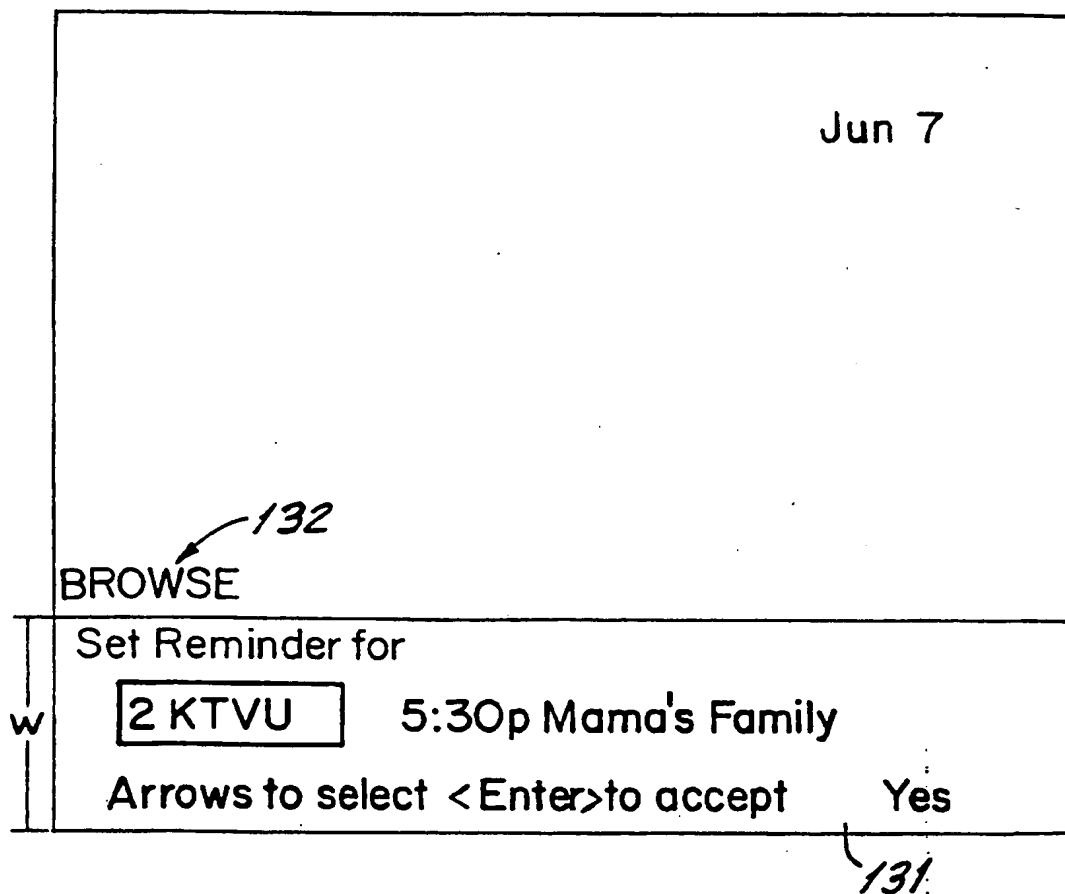 Jun 7
132
BROWSE
Set Reminder for
2 KTVU 5:30p Mama's Family
W
Arrows to select <Enter>to accept Yes
131